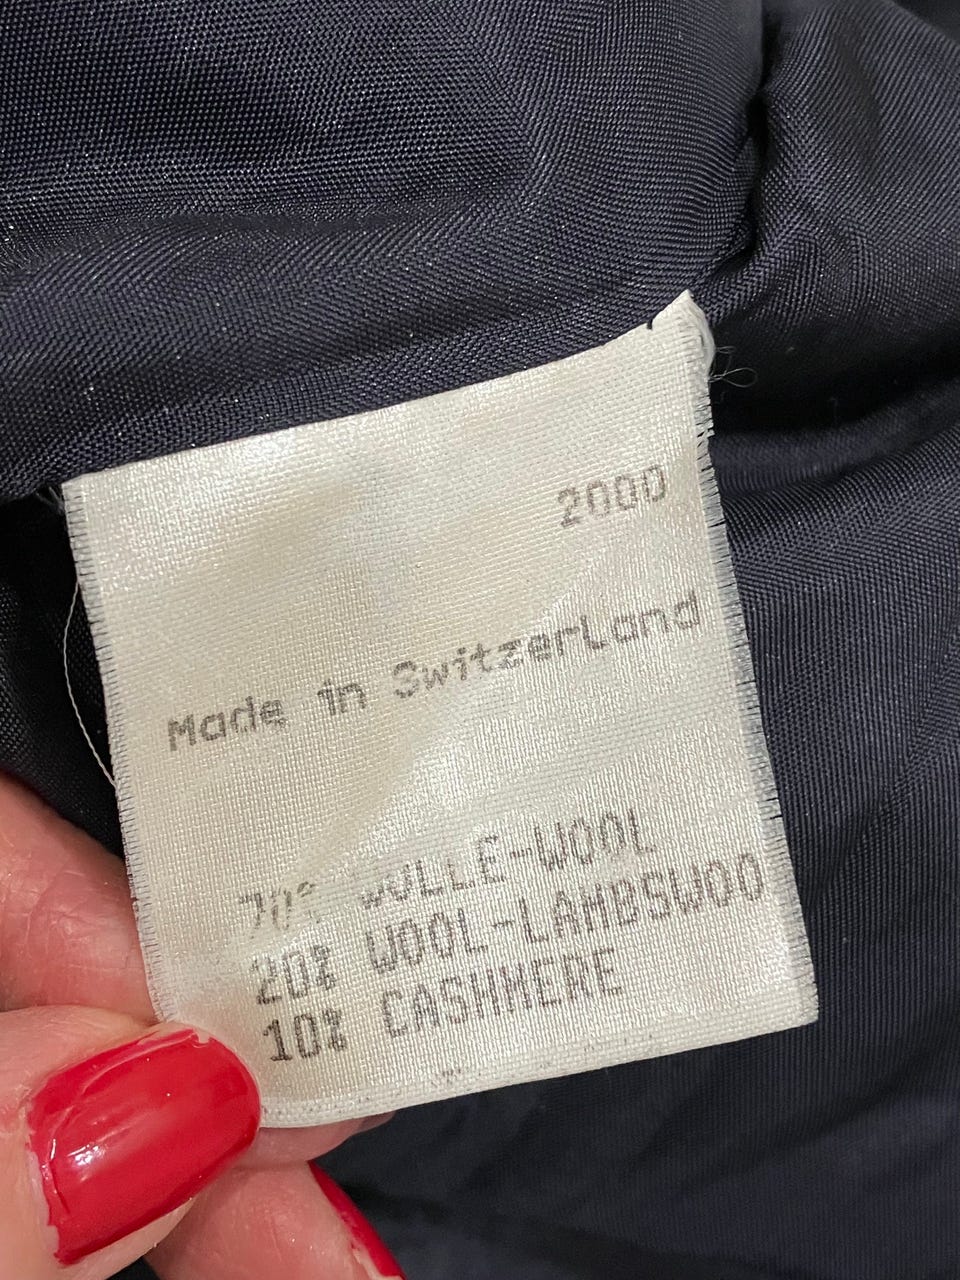 2000
Made in Switzerland
70% WOLLE-WOOL
20% WOOL-LAMBSWOO
10% CASHMERE